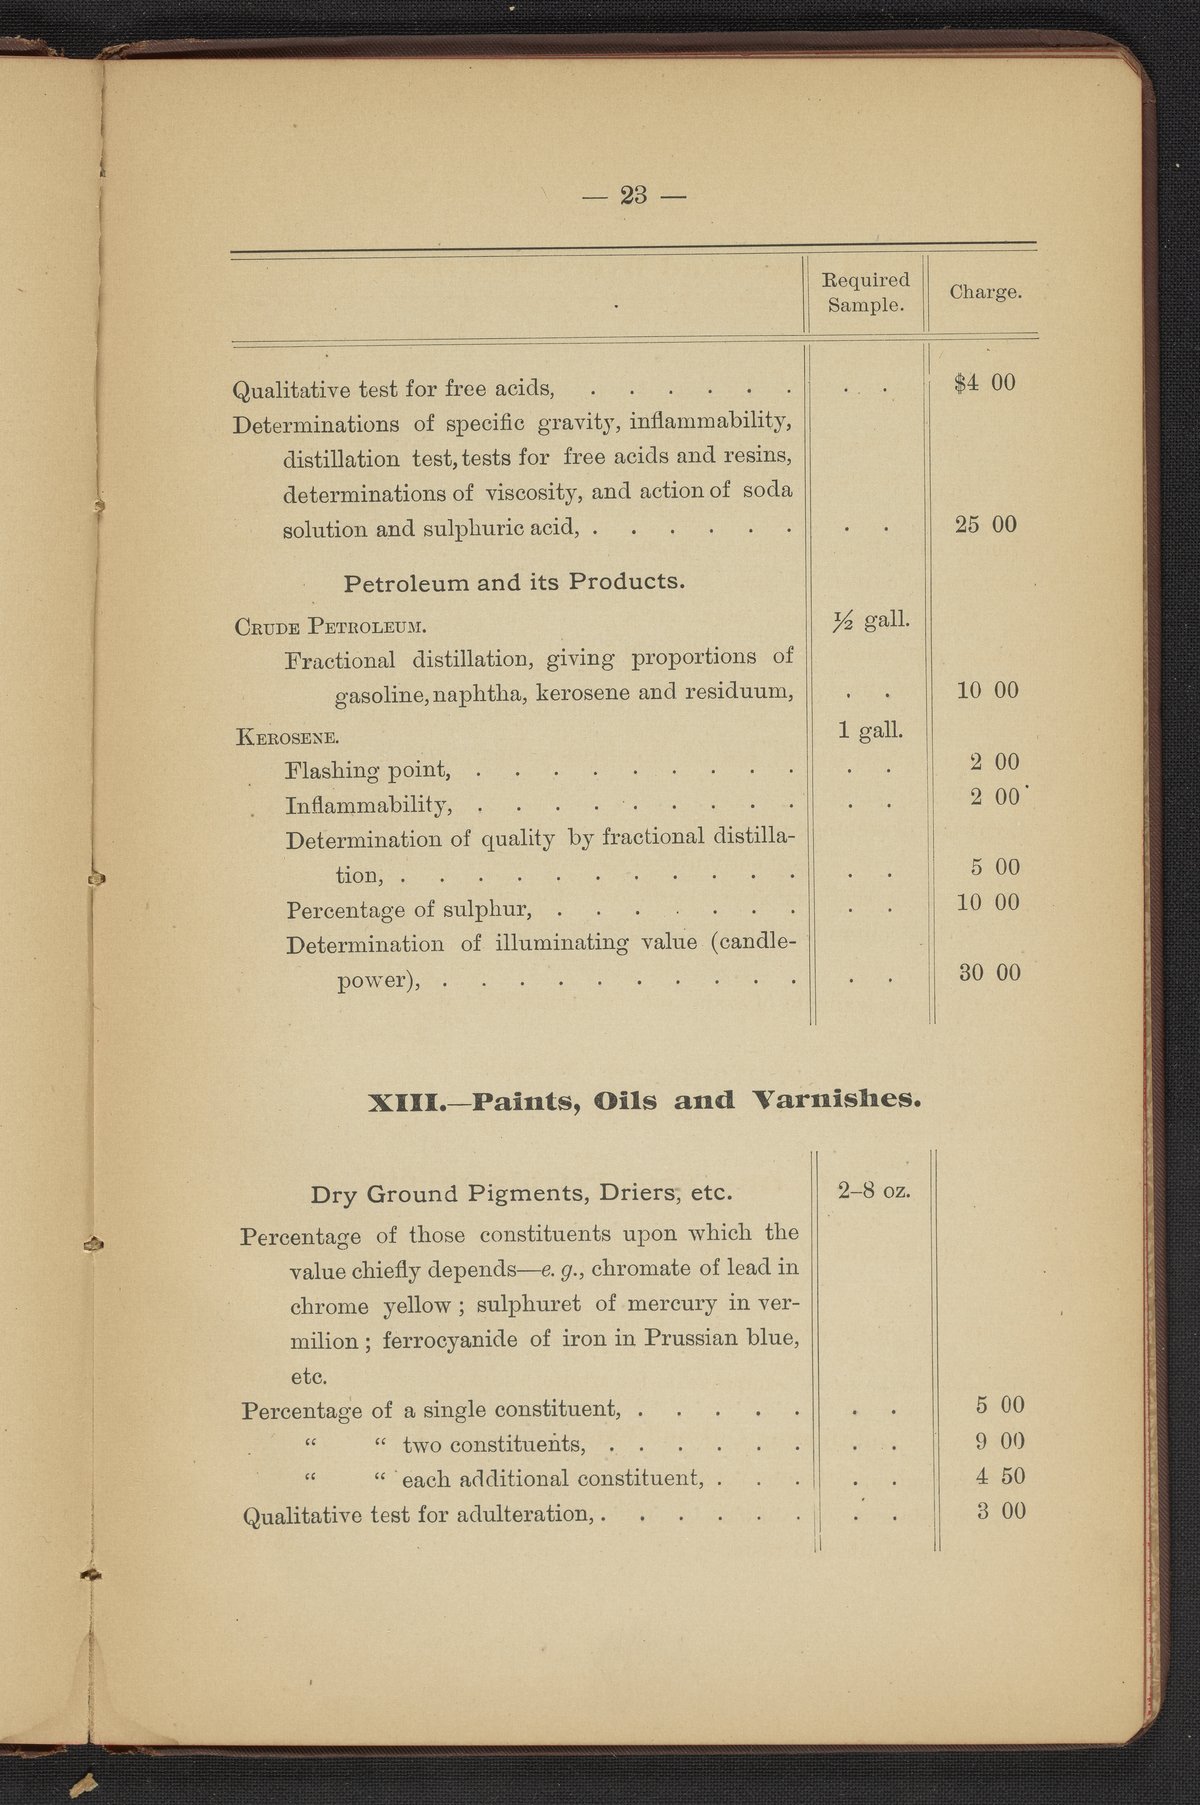 — 23 —
Required Sample.
Charge.
Qualitative test for free acids, . . . . . . . . $4 00
Determinations of specific gravity, inflammability,
distillation test, tests for free acids and resins,
determinations of viscosity, and action of soda
solution and sulphuric acid, . . . . . . . . 25 00
Petroleum and its Products.
CRUDE PETROLEUM. ½ gall.
Fractional distillation, giving proportions of
gasoline, naphtha, kerosene and residuum, . . 10 00
KEROSENE. 1 gall.
Flashing point, . . . . . . . . . . . 2 00
Inflammability, . . . . . . . . . . . 2 00
Determination of quality by fractional distilla-
tion, . . . . . . . . . . . . . 5 00
Percentage of sulphur, . . . . . . . . . 10 00
Determination of illuminating value (candle-
power), . . . . . . . . . . . . 30 00
XIII.—Paints, Oils and Varnishes.
Dry Ground Pigments, Driers, etc. 2–8 oz.
Percentage of those constituents upon which the
value chiefly depends—e. g., chromate of lead in
chrome yellow ; sulphuret of mercury in ver-
milion ; ferrocyanide of iron in Prussian blue,
etc.
Percentage of a single constituent, . . . . . . . 5 00
“ “ two constituents, . . . . . . . . 9 00
“ “ each additional constituent, . . . . . 4 50
Qualitative test for adulteration, . . . . . . . . 3 00